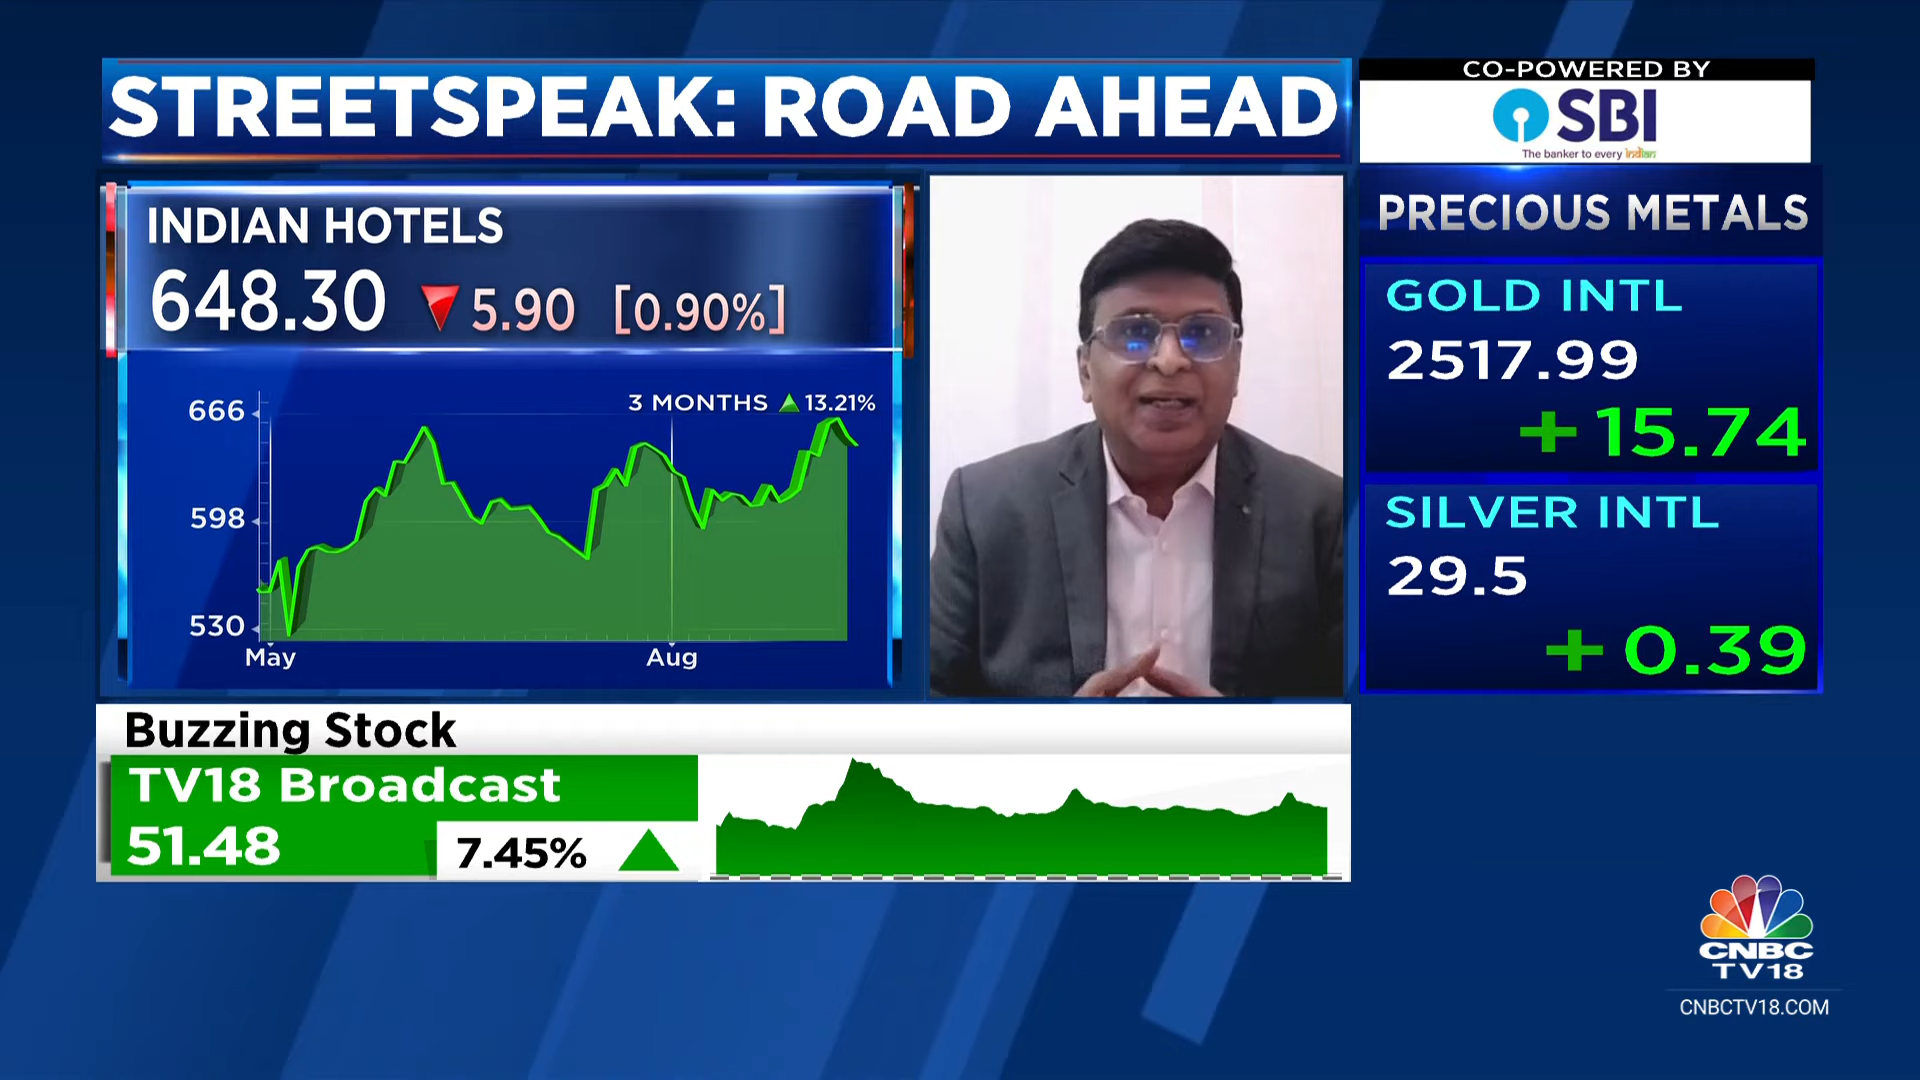 STREETSPEAK: ROAD AHEAD
CO-POWERED BY
SBI
The banker to every indian
INDIAN HOTELS
648.30 ▼ 5.90 [0.90%]
3 MONTHS ▲ 13.21%
666
598
530
May Aug
PRECIOUS METALS
GOLD INTL
2517.99
+ 15.74
SILVER INTL
29.5
+ 0.39
Buzzing Stock
TV18 Broadcast
51.48 7.45% ▲
CNBC
TV18
CNBCTV18.COM